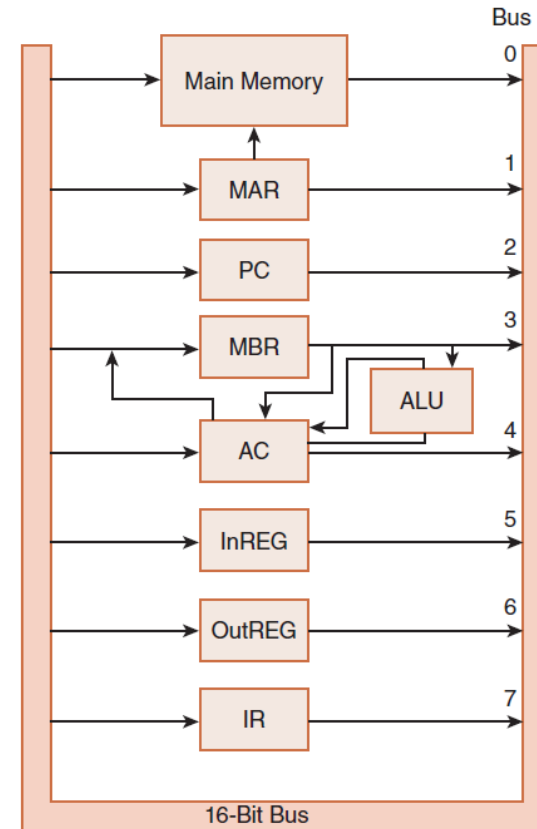 Bus
0
Main Memory
1
MAR
2
PC
3
MBR
ALU
4
AC
5
InREG
6
OutREG
7
IR
16-Bit Bus